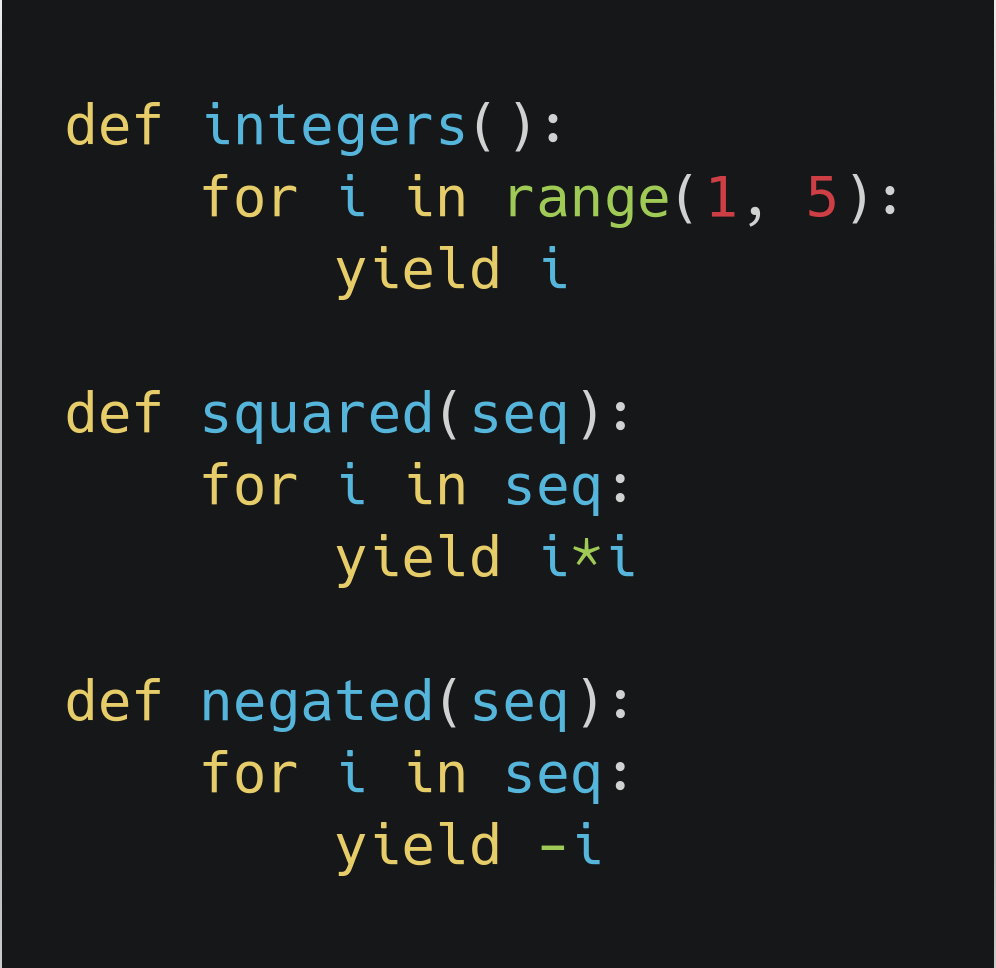 def integers():
    for i in range(1, 5):
        yield i

def squared(seq):
    for i in seq:
        yield i*i

def negated(seq):
    for i in seq:
        yield -i